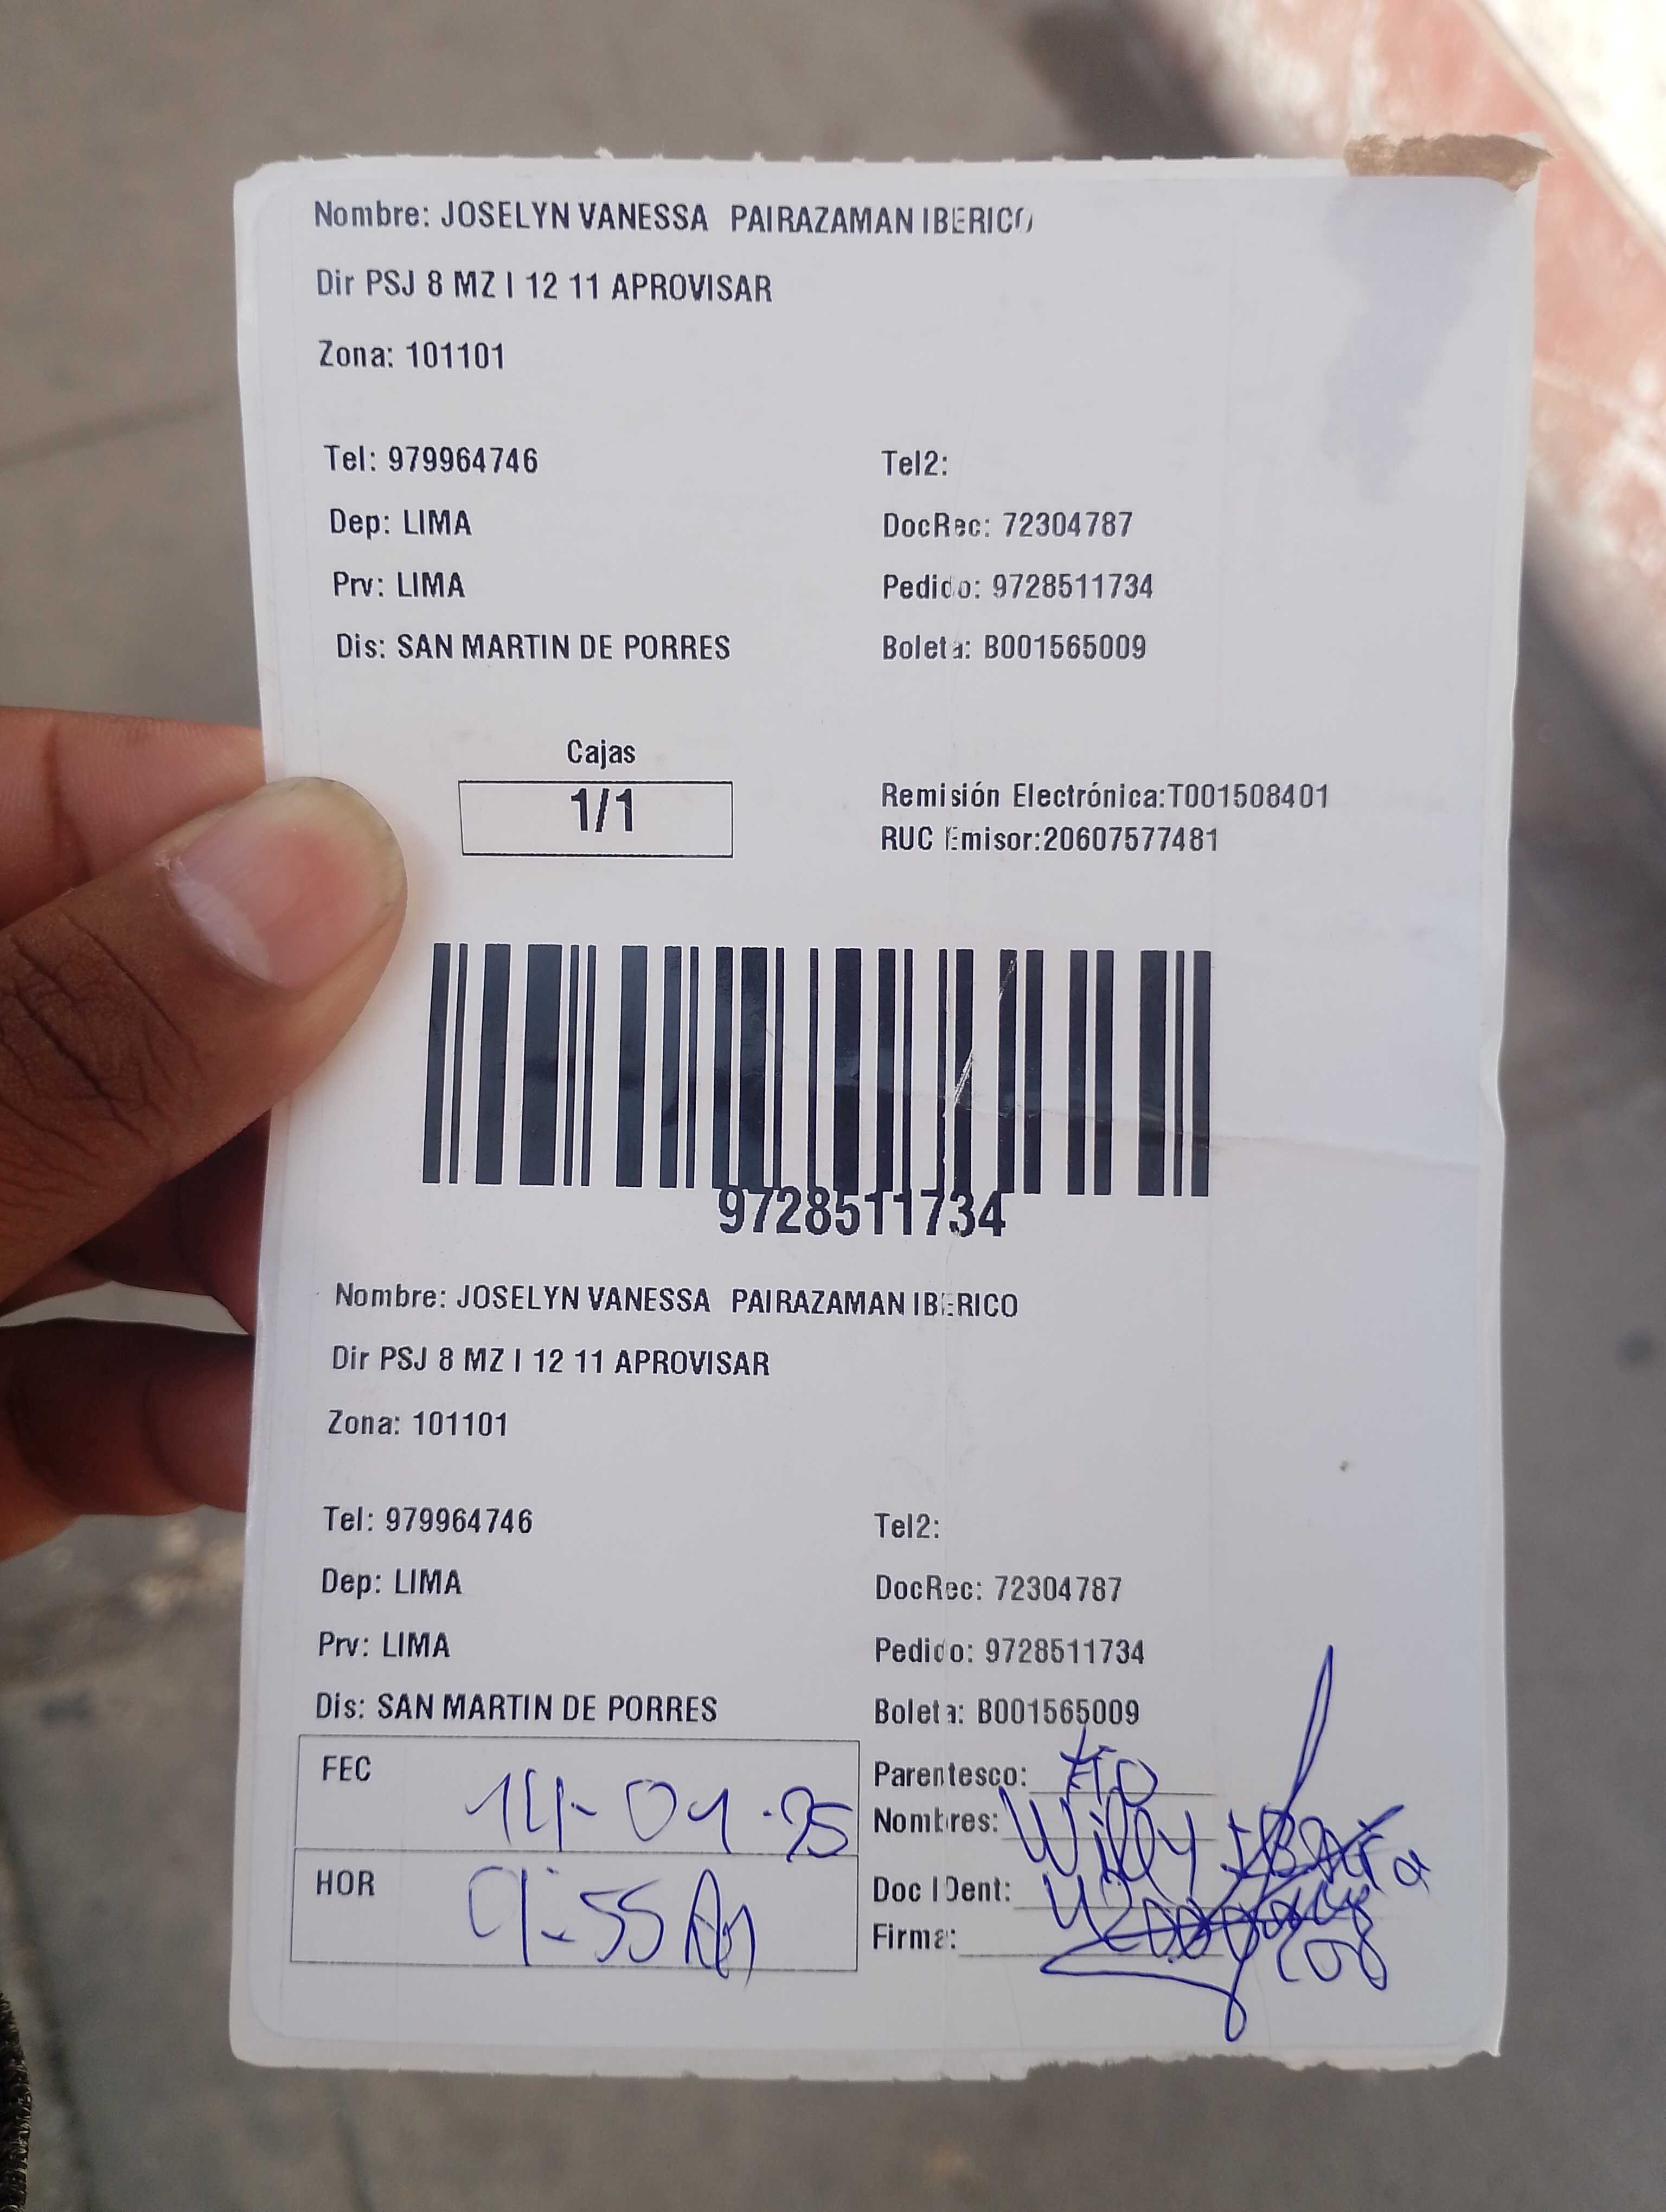 Nombre: JOSELYN VANESSA PAIRAZAMAN IBERICO
Dir PSJ 8 MZ I 12 11 APROVISAR
Zona: 101101
Tel: 979964746 Tel2:
Dep: LIMA DocRec: 72304787
Prv: LIMA Pedido: 9728511734
Dis: SAN MARTIN DE PORRES Boleta: B001565009
Cajas
1/1
Remisión Electrónica:T001508401
RUC Emisor:20607577481
9728511734
Nombre: JOSELYN VANESSA PAIRAZAMAN IBERICO
Dir PSJ 8 MZ I 12 11 APROVISAR
Zona: 101101
Tel: 979964746 Tel2:
Dep: LIMA DocRec: 72304787
Prv: LIMA Pedido: 9728511734
Dis: SAN MARTIN DE PORRES Boleta: B001565009
FEC
Parentesco: tio
Nombres: Willy
HOR 9:55 Am
Doc IDent:
Firma: